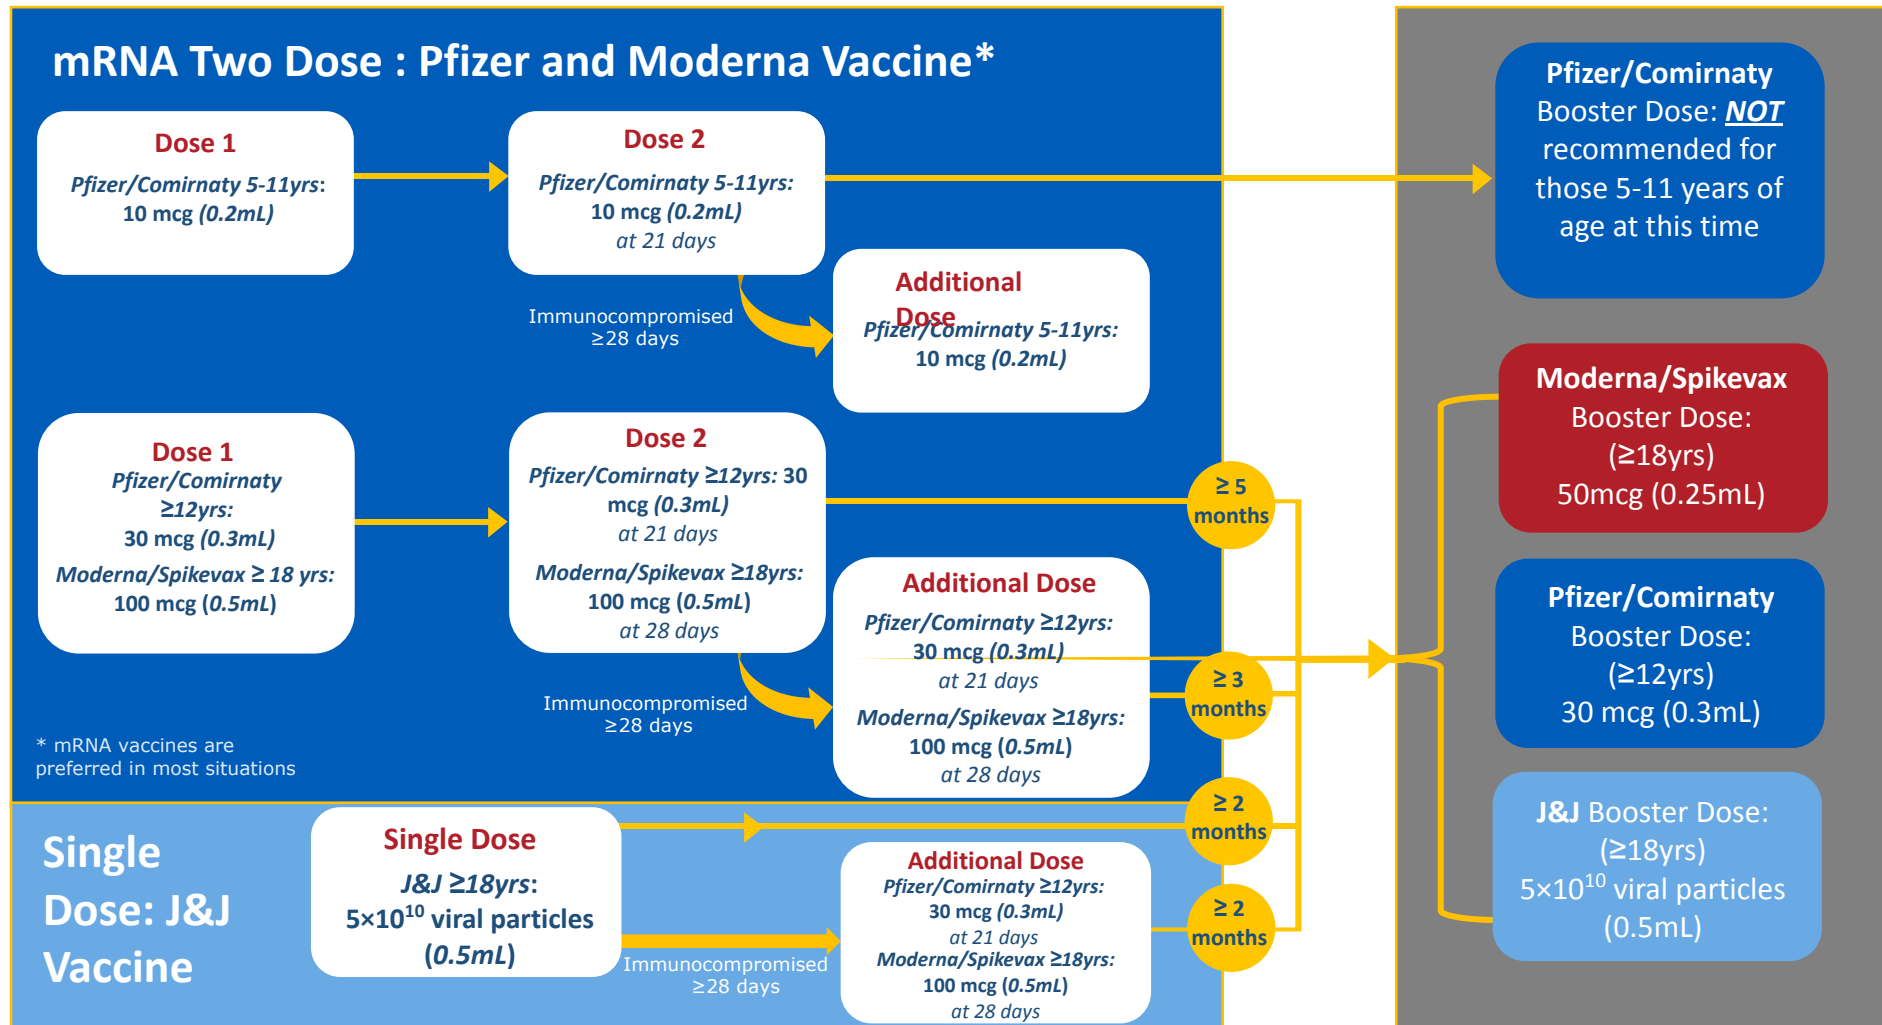 mRNA Two Dose : Pfizer and Moderna Vaccine*
Dose 1
Pfizer/Comirnaty 5-11yrs:
10 mcg (0.2mL)
Dose 2
Pfizer/Comirnaty 5-11yrs:
10 mcg (0.2mL)
at 21 days
Immunocompromised
≥28 days
Additional
Dose
Pfizer/Comirnaty 5-11yrs:
10 mcg (0.2mL)
Dose 1
Pfizer/Comirnaty
≥12yrs:
30 mcg (0.3mL)
Moderna/Spikevax ≥ 18 yrs:
100 mcg (0.5mL)
Dose 2
Pfizer/Comirnaty ≥12yrs: 30
mcg (0.3mL)
at 21 days
Moderna/Spikevax ≥18yrs:
100 mcg (0.5mL)
at 28 days
Immunocompromised
≥28 days
Additional Dose
Pfizer/Comirnaty ≥12yrs:
30 mcg (0.3mL)
at 21 days
Moderna/Spikevax ≥18yrs:
100 mcg (0.5mL)
at 28 days
* mRNA vaccines are
preferred in most situations
≥ 5
months
≥ 3
months
≥ 2
months
≥ 2
months
Single
Dose: J&J
Vaccine
Single Dose
J&J ≥18yrs:
5×10¹⁰ viral particles
(0.5mL)
Immunocompromised
≥28 days
Additional Dose
Pfizer/Comirnaty ≥12yrs:
30 mcg (0.3mL)
at 21 days
Moderna/Spikevax ≥18yrs:
100 mcg (0.5mL)
at 28 days
Pfizer/Comirnaty
Booster Dose: NOT
recommended for
those 5-11 years of
age at this time
Moderna/Spikevax
Booster Dose:
(≥18yrs)
50mcg (0.25mL)
Pfizer/Comirnaty
Booster Dose:
(≥12yrs)
30 mcg (0.3mL)
J&J Booster Dose:
(≥18yrs)
5×10¹⁰ viral particles
(0.5mL)